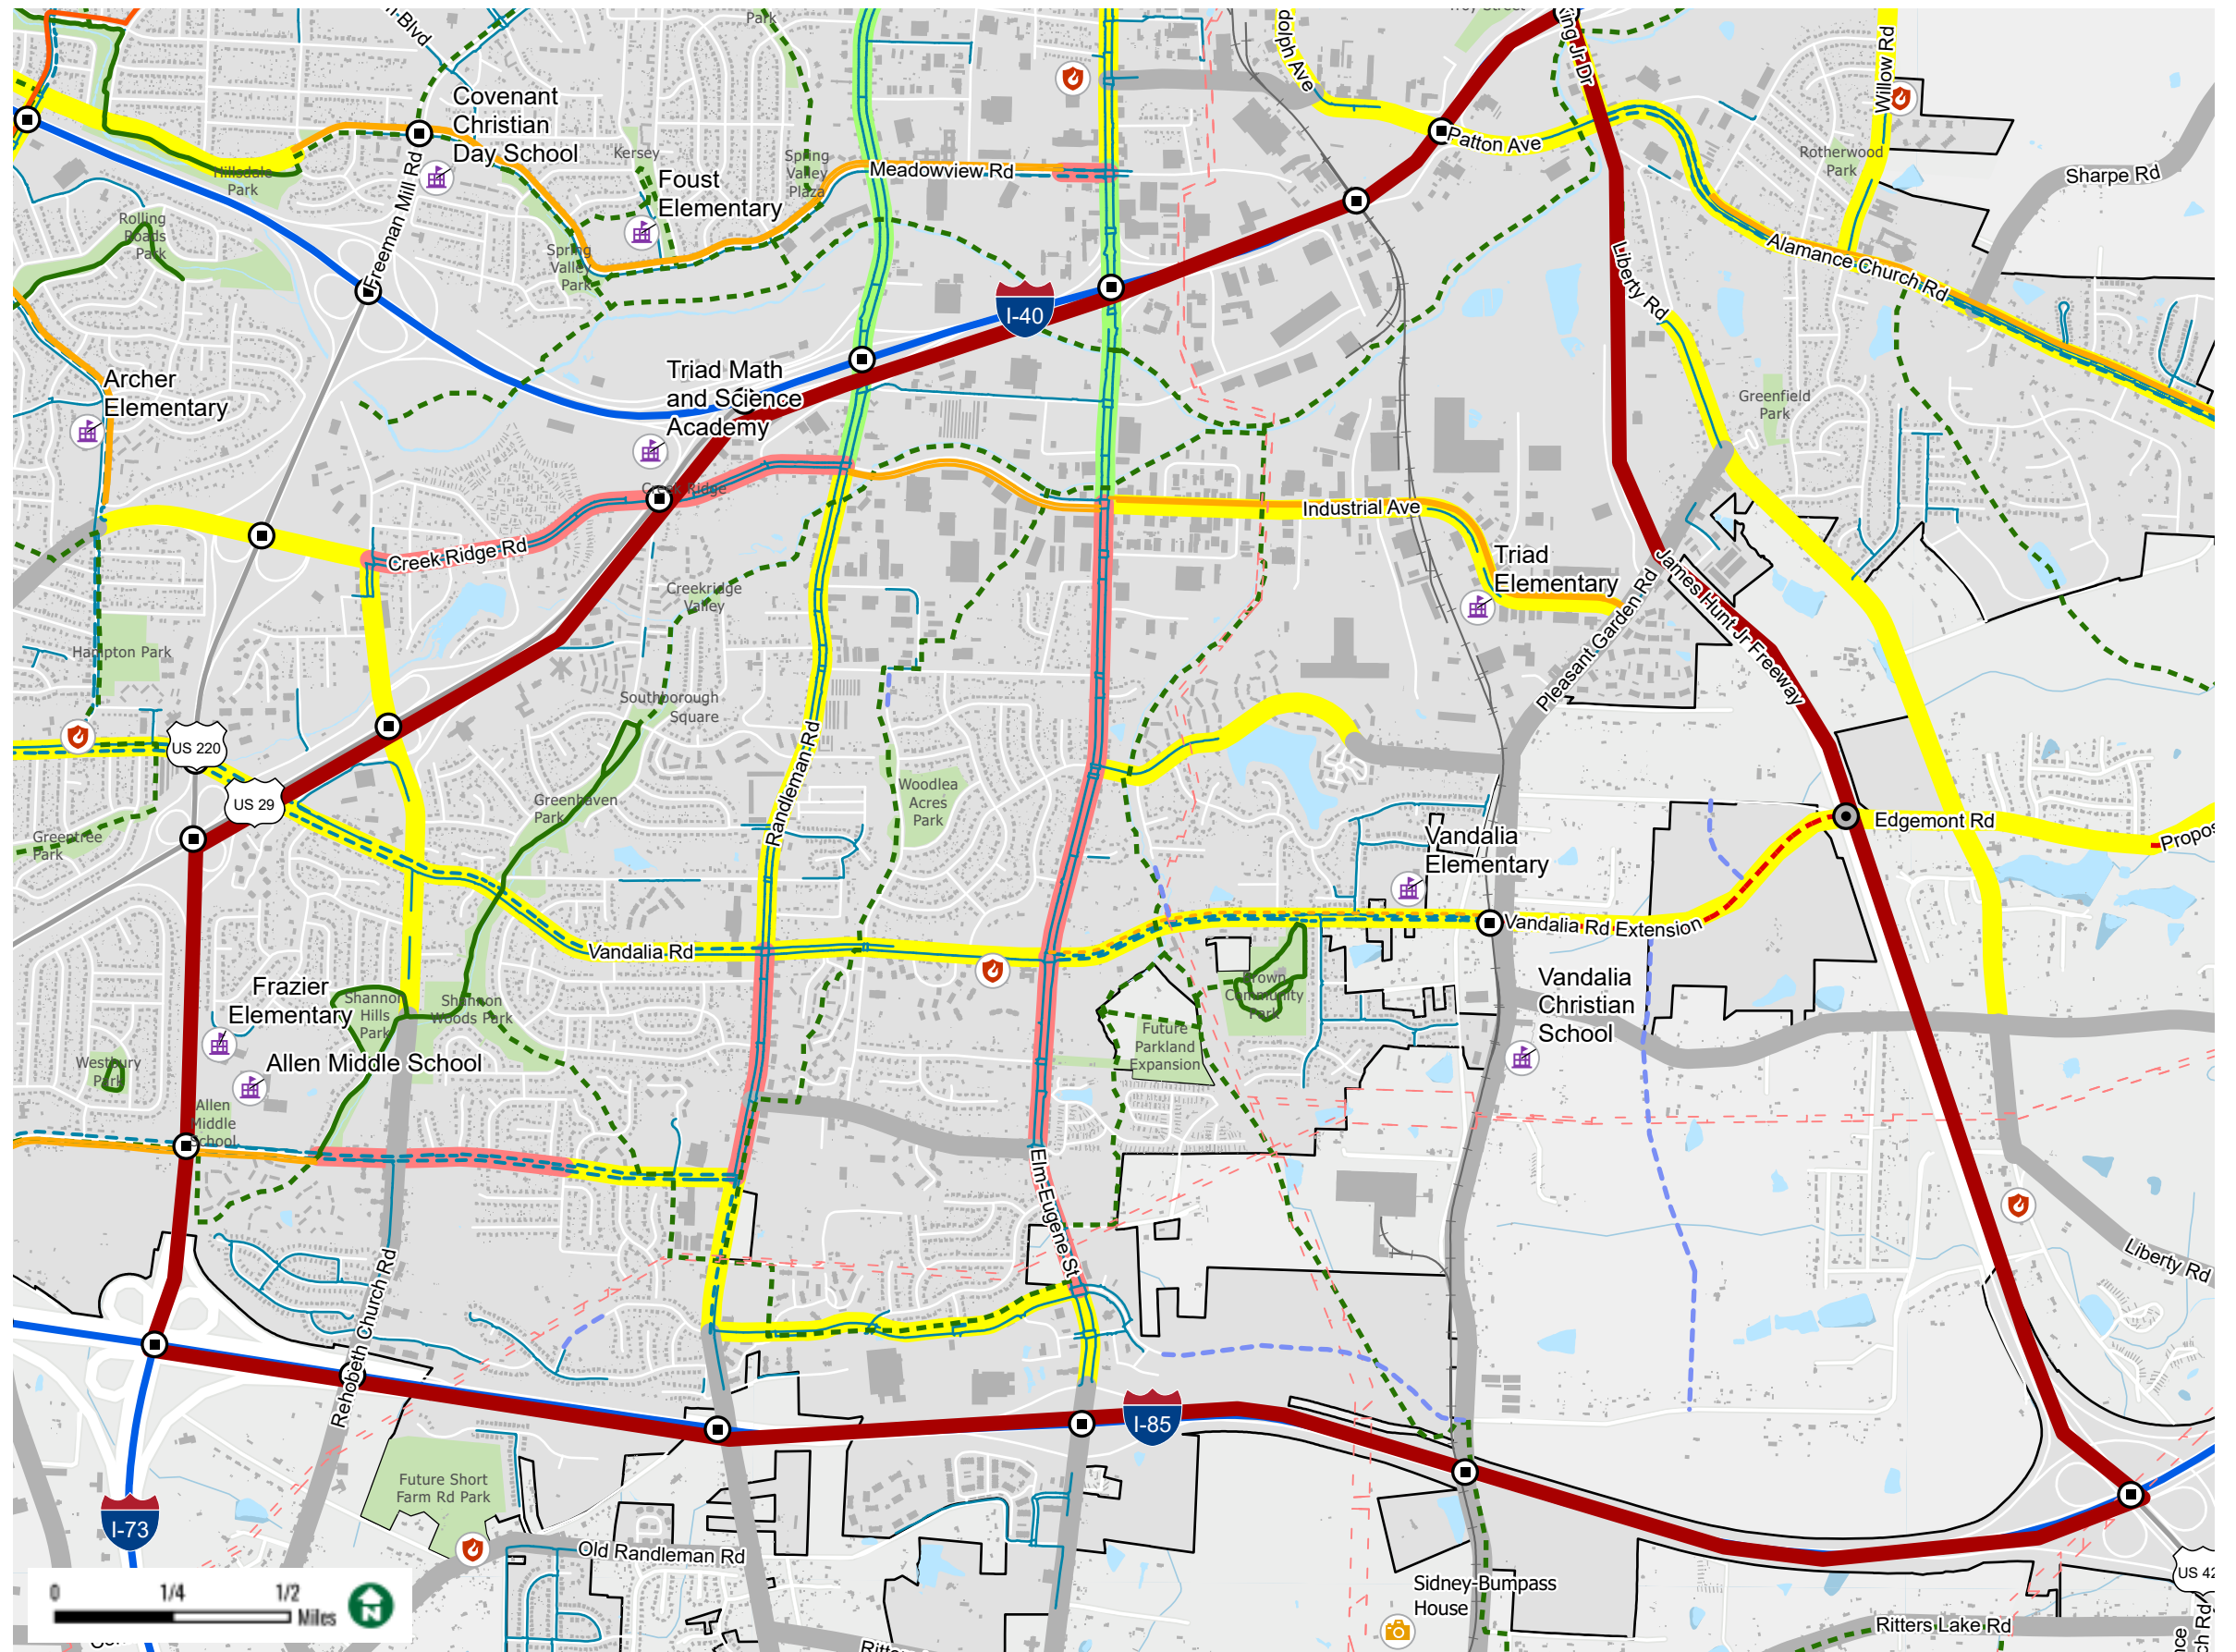 Park
Covenant
Christian
Day School
Kersey
Foust
Elementary
Spring
Valley
Plaza
Meadowview Rd
Patton Ave
Willow Rd
Rotherwood
Park
Sharpe Rd
Hillsdale
Park
Freeman Mill Rd
Rolling
Roads
Park
Spring
Valley
Park
Liberty Rd
Alamance Church Rd
I-40
Triad Math
and Science
Academy
Archer
Elementary
Greenfield
Park
Creek Ridge
Industrial Ave
Creek Ridge Rd
Triad
Elementary
James Hunt Jr Freeway
Pleasant Garden Rd
Creekridge
Valley
Hampton Park
Southborough
Square
US 220
US 29
Randleman Rd
Woodlea
Acres
Park
Greenhaven
Park
Greentree
Park
Vandalia
Elementary
Edgemont Rd
Vandalia Rd
Vandalia Rd Extension
Frazier
Elementary
Shannon
Hills
Park
Shannon
Woods Park
Brown
Community
Park
Vandalia
Christian
School
Future
Parkland
Expansion
Allen Middle School
Westbury
Park
Allen
Middle
School
Elm-Eugene St
Rehobeth Church Rd
Liberty Rd
I-85
Future Short
Farm Rd Park
I-73
Old Randleman Rd
0 1/4 1/2
Miles
N
Sidney-Bumpass
House
Ritters Lake Rd